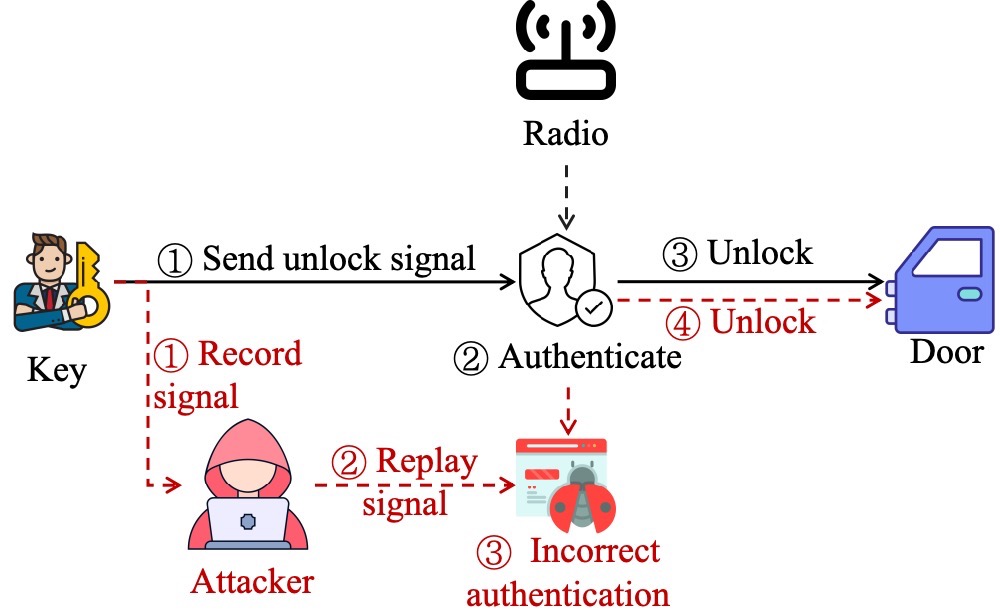 Radio
① Send unlock signal
③ Unlock
④ Unlock
Key
② Authenticate
Door
① Record
signal
② Replay
signal
Attacker
③ Incorrect
authentication